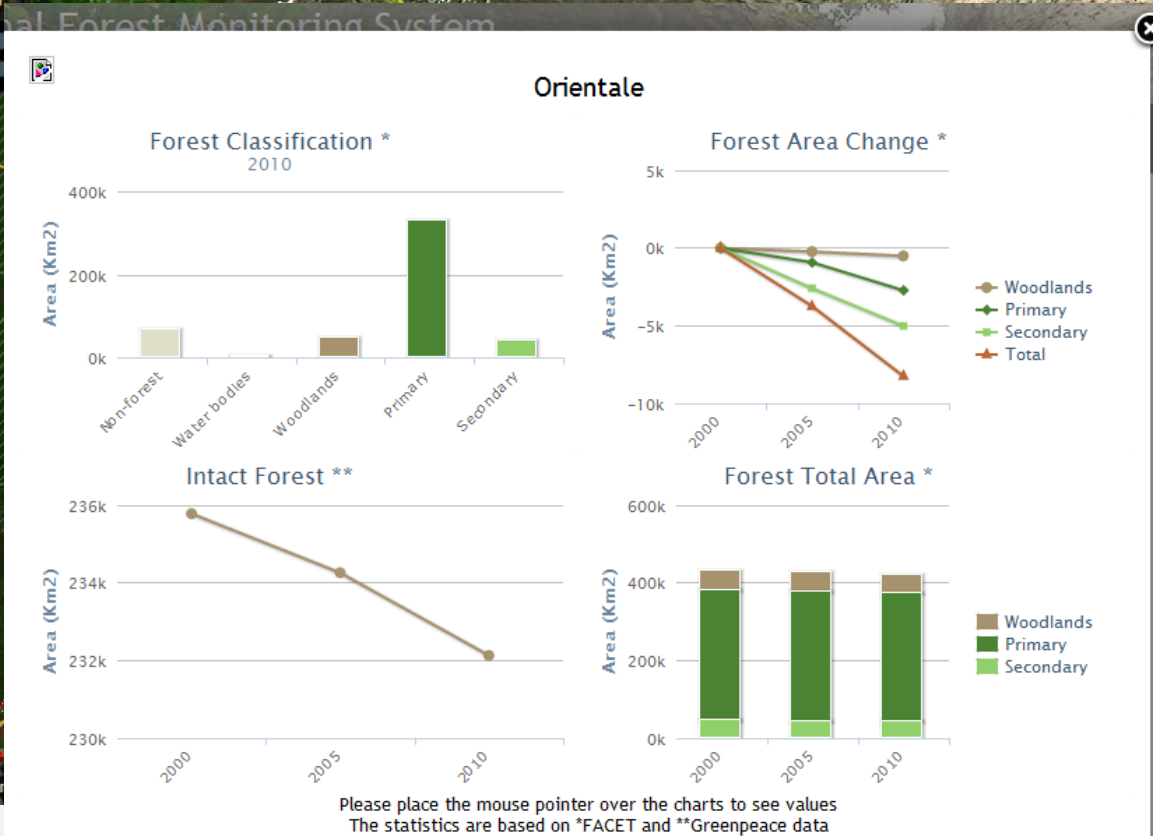 al Forest Monitoring System
Orientale
Forest Classification *
2010
Area (Km2)
400k
200k
0k
Non-forest
Water bodies
Woodlands
Primary
Secondary
Forest Area Change *
Area (Km2)
5k
0k
−5k
−10k
2000
2005
2010
Woodlands
Primary
Secondary
Total
Intact Forest **
Area (Km2)
236k
234k
232k
230k
2000
2005
2010
Forest Total Area *
Area (Km2)
600k
400k
200k
0k
2000
2005
2010
Woodlands
Primary
Secondary
Please place the mouse pointer over the charts to see values
The statistics are based on *FACET and **Greenpeace data